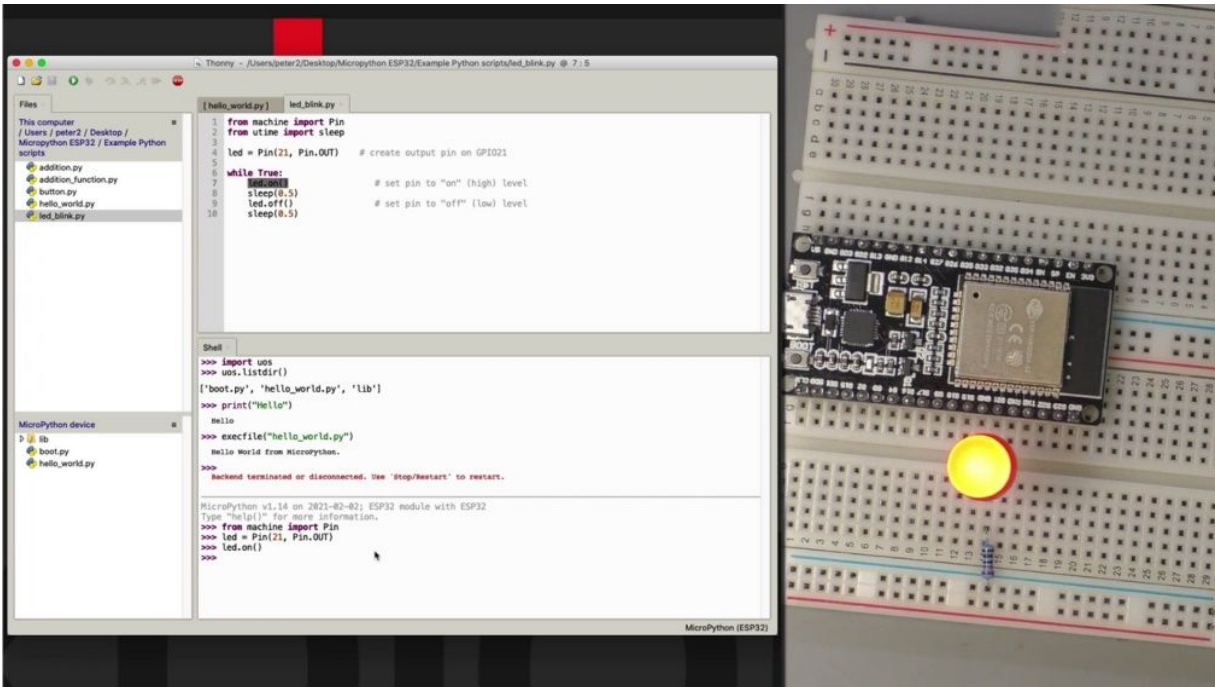 Thonny - /Users/peter2/Desktop/Micropython ESP32/Example Python scripts/led_blink.py @ 7 : 5
Files
This computer
/ Users / peter2 / Desktop /
Micropython ESP32 / Example Python
scripts
addition.py
addition_function.py
button.py
hello_world.py
led_blink.py
MicroPython device
lib
boot.py
hello_world.py
[ hello_world.py ] led_blink.py
1 from machine import Pin
2 from utime import sleep
3
4 led = Pin(21, Pin.OUT) # create output pin on GPIO21
5
6 while True:
7 led.on() # set pin to "on" (high) level
8 sleep(0.5)
9 led.off() # set pin to "off" (low) level
10 sleep(0.5)
Shell
>>> import uos
>>> uos.listdir()
['boot.py', 'hello_world.py', 'lib']
>>> print("Hello")
Hello
>>> execfile("hello_world.py")
Hello World from MicroPython.
>>>
Backend terminated or disconnected. Use 'Stop/Restart' to restart.
MicroPython v1.14 on 2021-02-02; ESP32 module with ESP32
Type "help()" for more information.
>>> from machine import Pin
>>> led = Pin(21, Pin.OUT)
>>> led.on()
>>>
MicroPython (ESP32)
BOOT